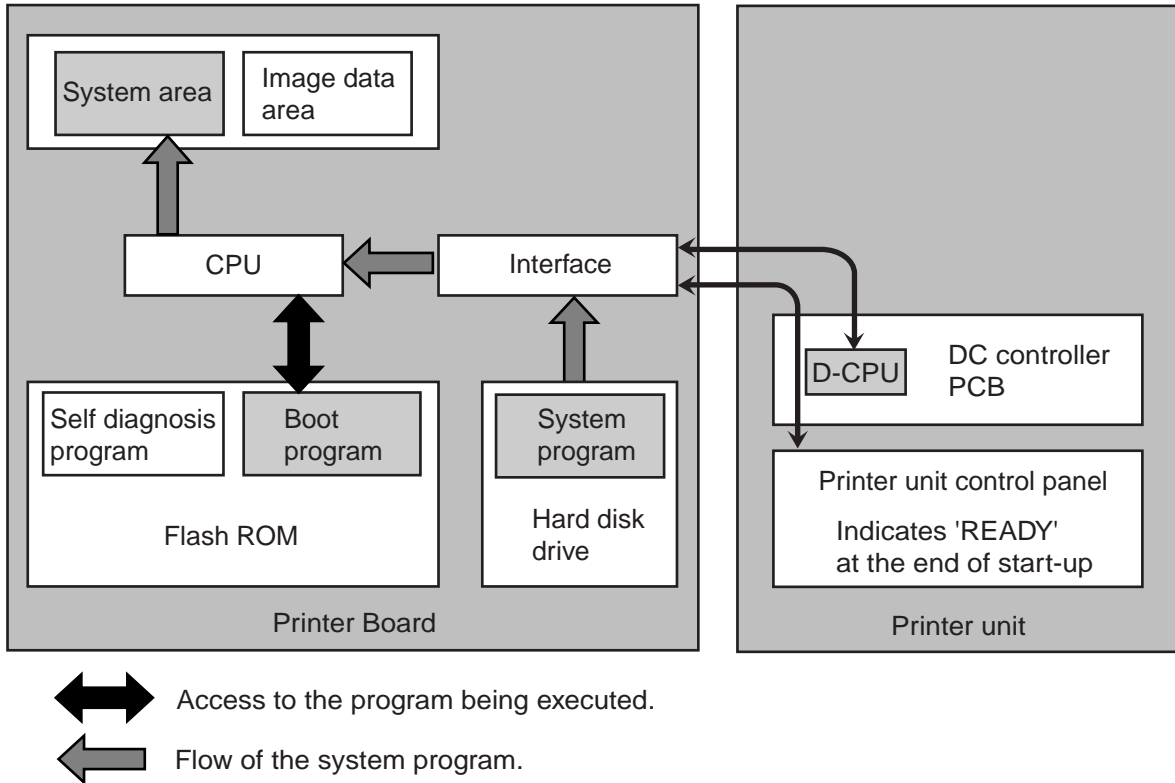 System area
Image data
area
CPU
Interface
Self diagnosis
program
Boot
program
Flash ROM
System
program
Hard disk
drive
Printer Board
D-CPU
DC controller
PCB
Printer unit control panel
Indicates 'READY'
at the end of start-up
Printer unit
Access to the program being executed.
Flow of the system program.